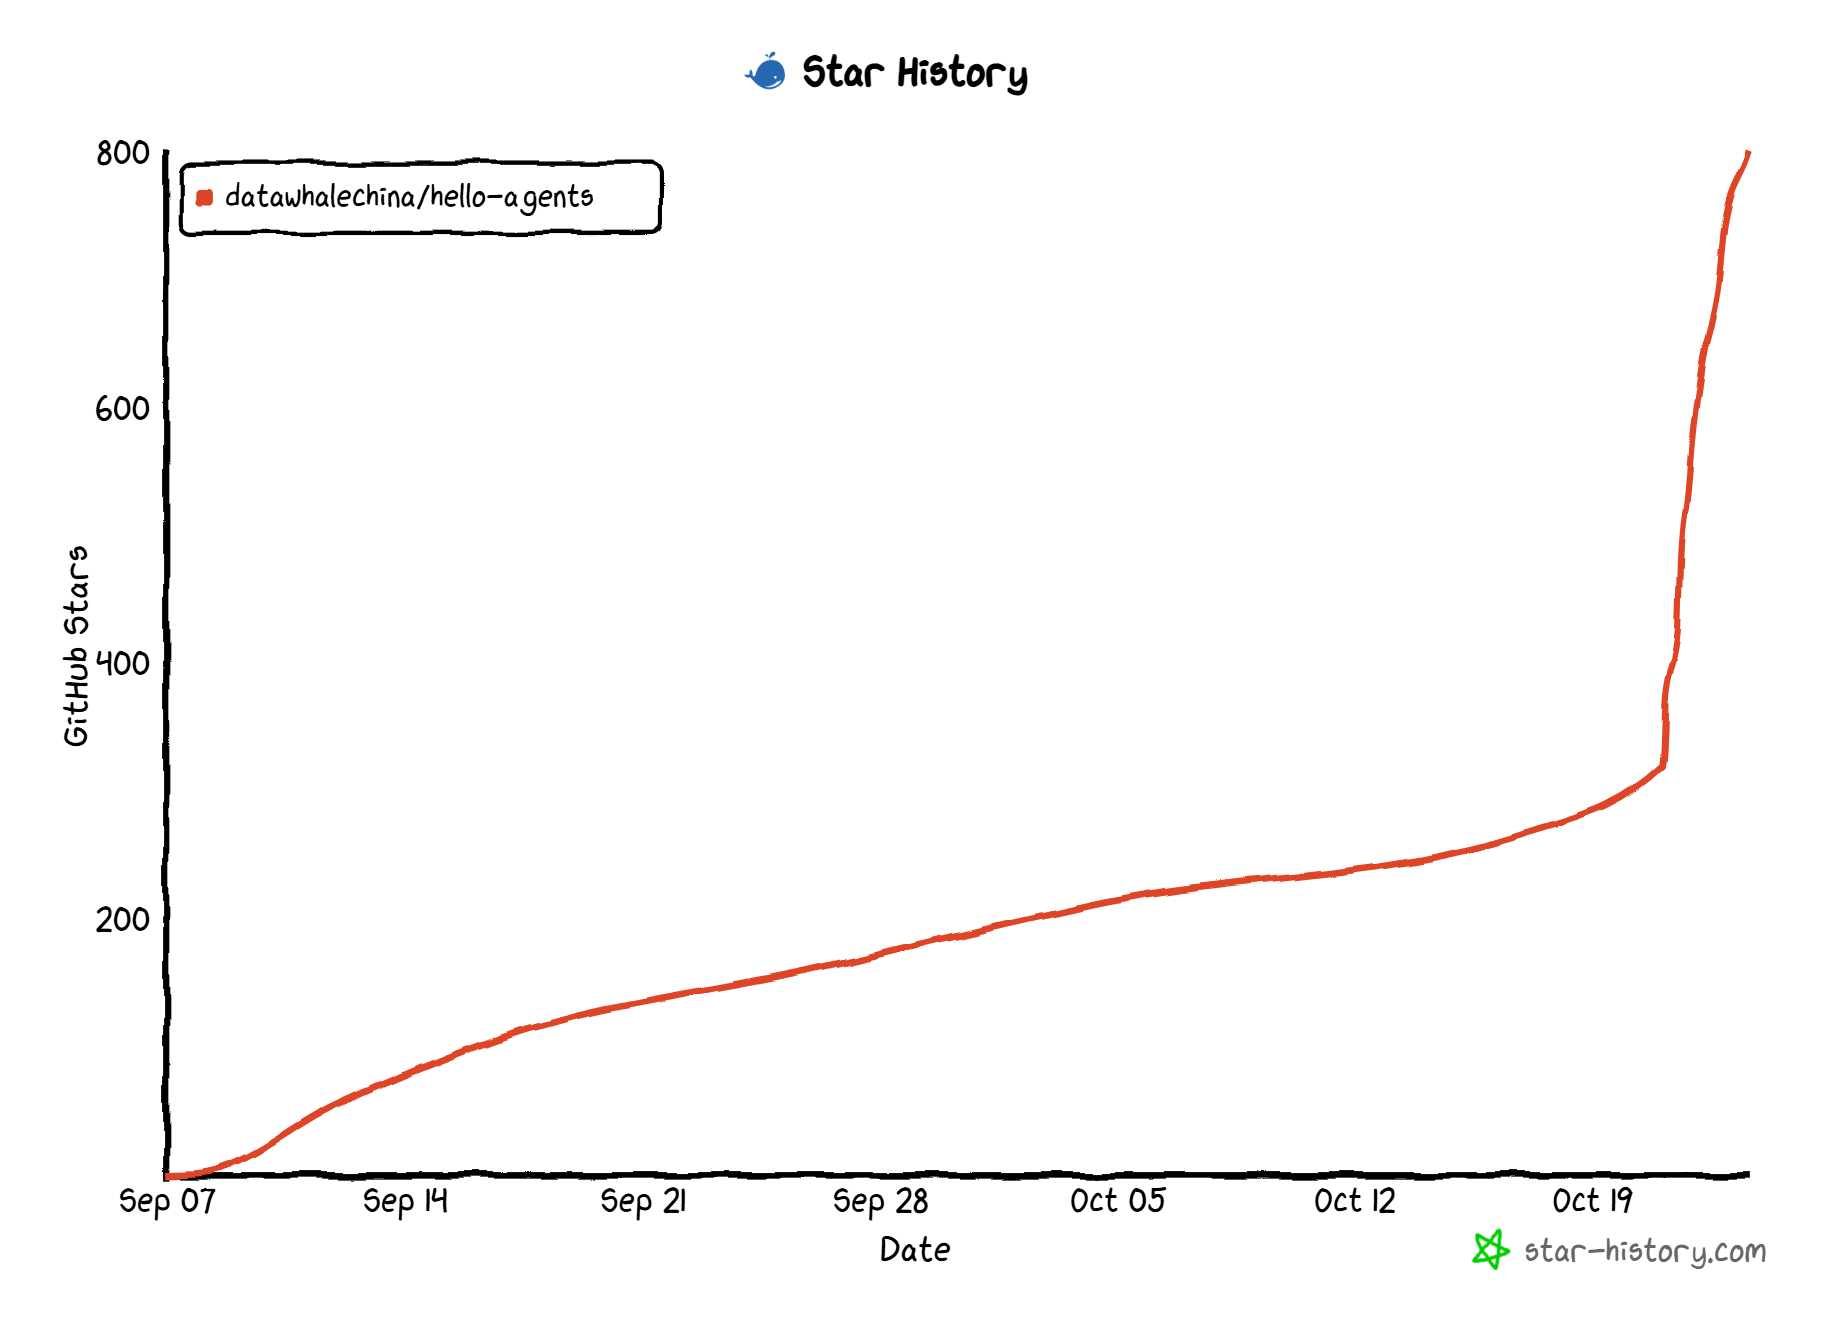 Star History
800
datawhalechina/hello-agents
600
GitHub Stars
400
200
Sep 07 Sep 14 Sep 21 Sep 28 Oct 05 Oct 12 Oct 19
Date
star-history.com